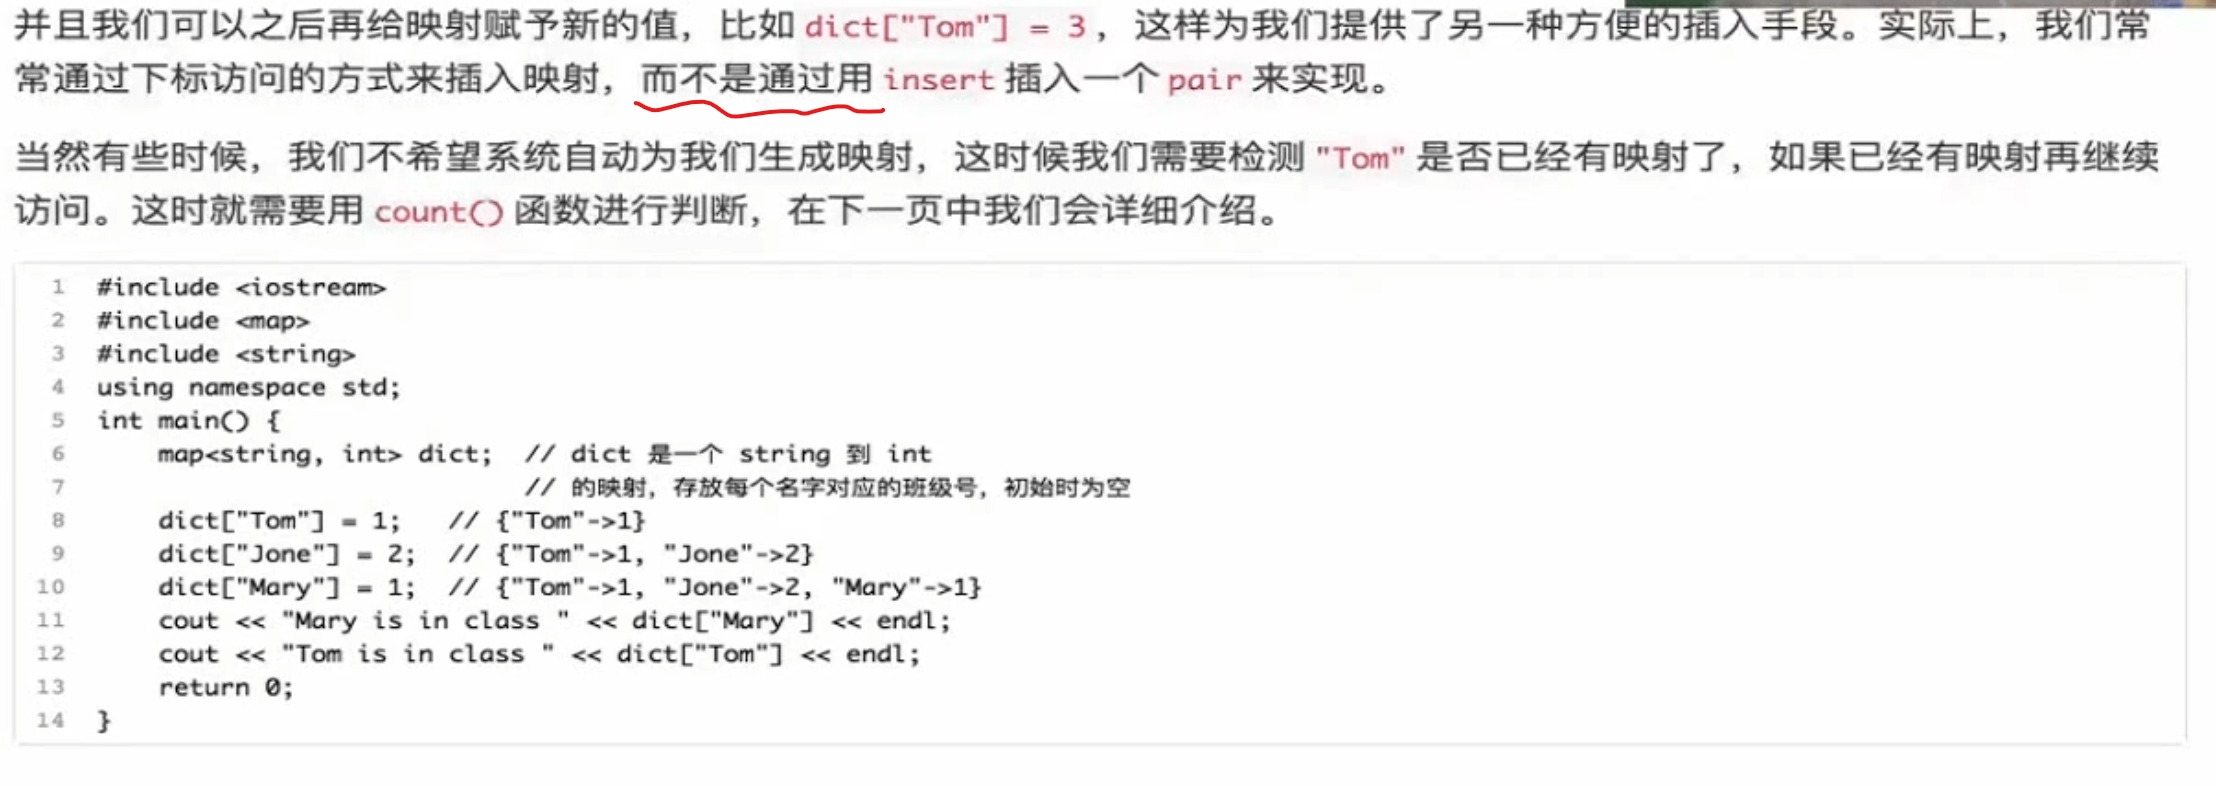 并且我们可以之后再给映射赋予新的值，比如 dict["Tom"] = 3，这样为我们提供了另一种方便的插入手段。实际上，我们常
常通过下标访问的方式来插入映射，而不是通过用 insert 插入一个 pair 来实现。
当然有些时候，我们不希望系统自动为我们生成映射，这时候我们需要检测 "Tom" 是否已经有映射了，如果已经有映射再继续
访问。这时就需要用 count() 函数进行判断，在下一页中我们会详细介绍。
1 #include <iostream>
2 #include <map>
3 #include <string>
4 using namespace std;
5 int main() {
6     map<string, int> dict;  // dict 是一个 string 到 int
7                             // 的映射，存放每个名字对应的班级号，初始时为空
8     dict["Tom"] = 1;   // {"Tom"->1}
9     dict["Jone"] = 2;  // {"Tom"->1, "Jone"->2}
10     dict["Mary"] = 1;  // {"Tom"->1, "Jone"->2, "Mary"->1}
11     cout << "Mary is in class " << dict["Mary"] << endl;
12     cout << "Tom is in class " << dict["Tom"] << endl;
13     return 0;
14 }